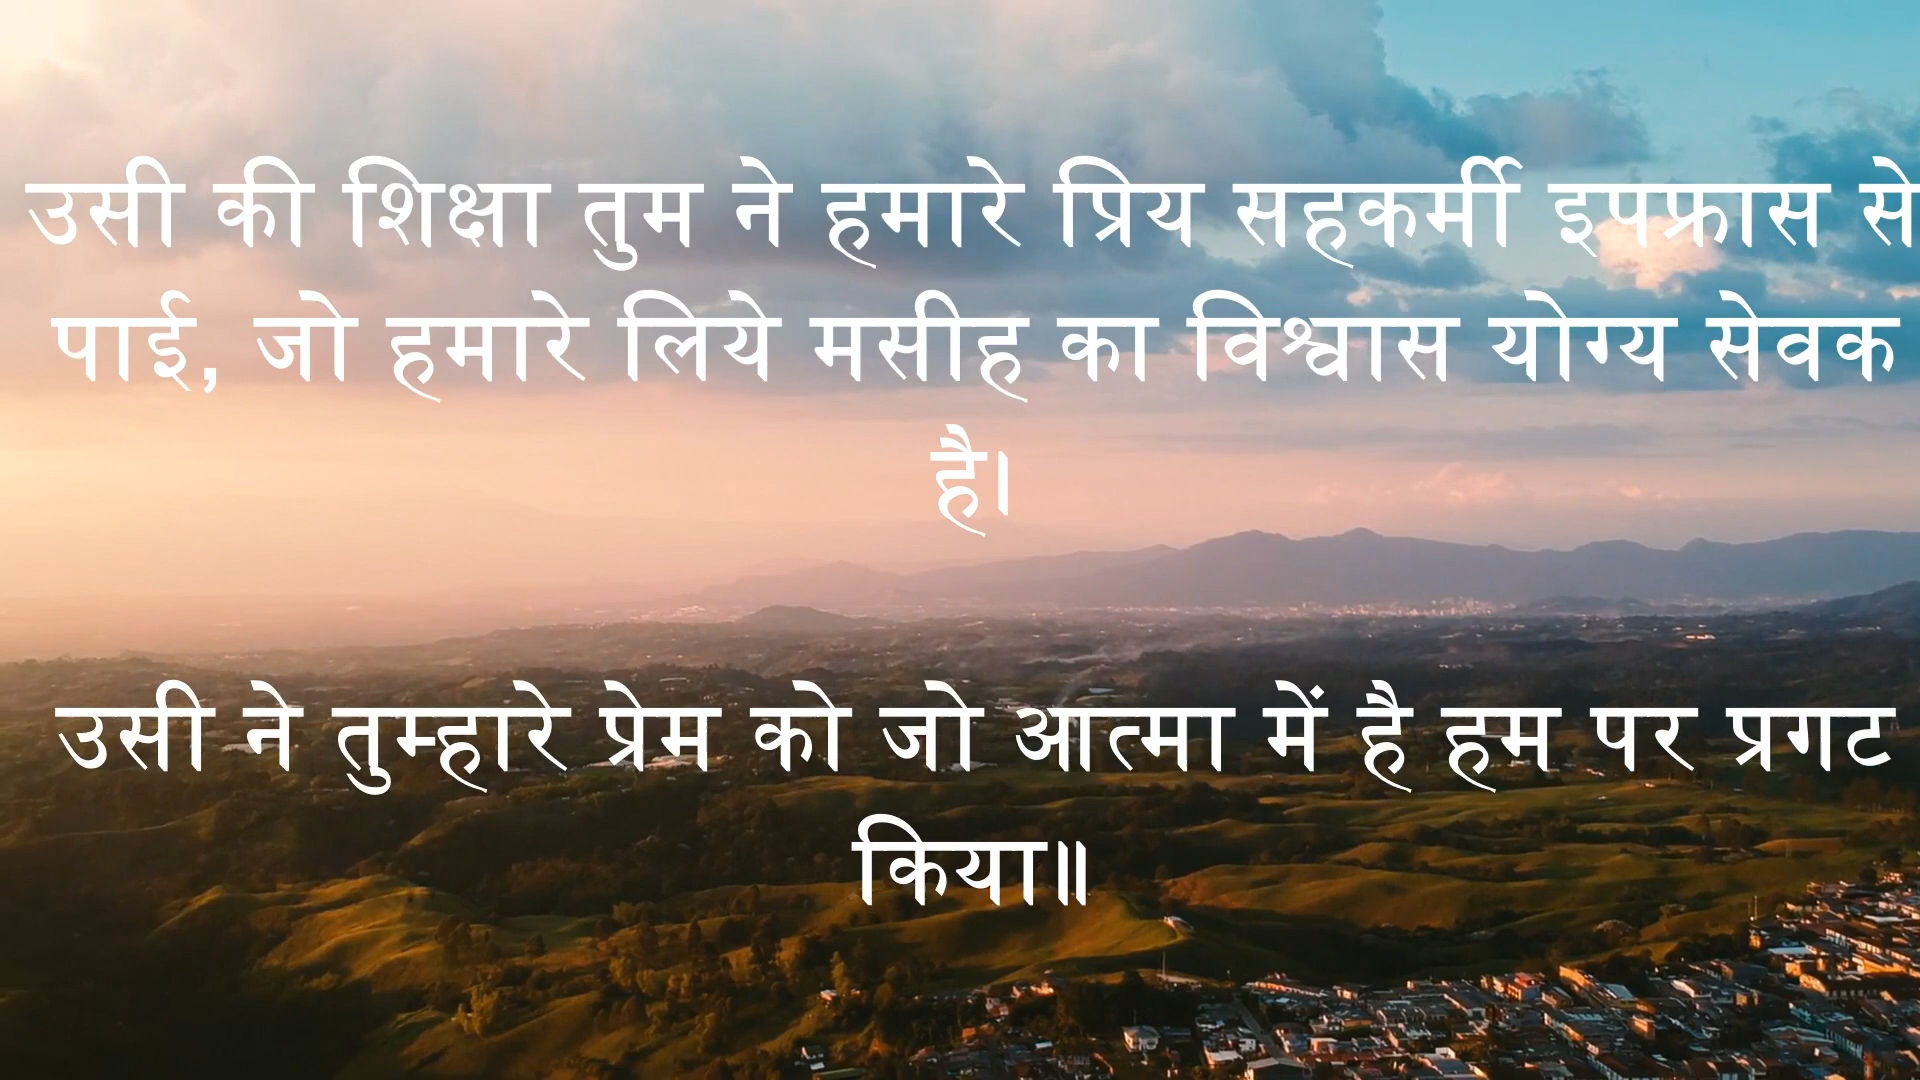 उसी की शिक्षा तुम ने हमारे प्रिय सहकर्मी इपफ्रास से
पाई, जो हमारे लिये मसीह का विश्वास योग्य सेवक
है।
उसी ने तुम्हारे प्रेम को जो आत्मा में है हम पर प्रगट
किया॥